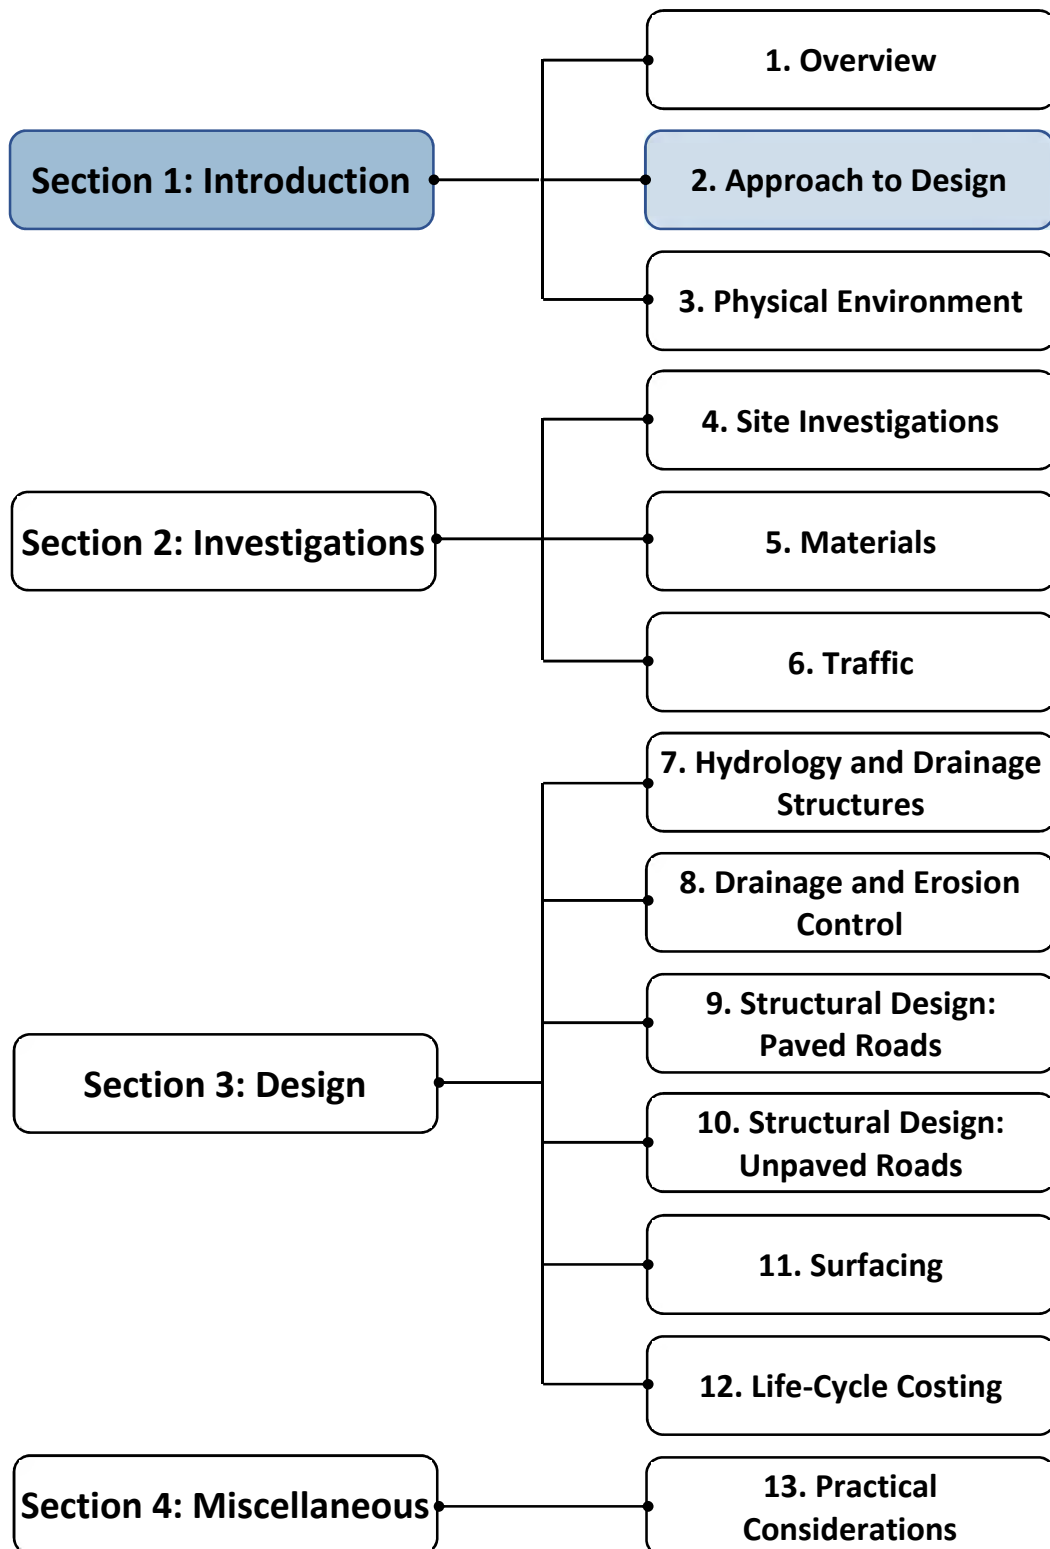 Section 1: Introduction
1. Overview
2. Approach to Design
3. Physical Environment
Section 2: Investigations
4. Site Investigations
5. Materials
6. Traffic
Section 3: Design
7. Hydrology and Drainage
Structures
8. Drainage and Erosion
Control
9. Structural Design:
Paved Roads
10. Structural Design:
Unpaved Roads
11. Surfacing
12. Life-Cycle Costing
Section 4: Miscellaneous
13. Practical
Considerations